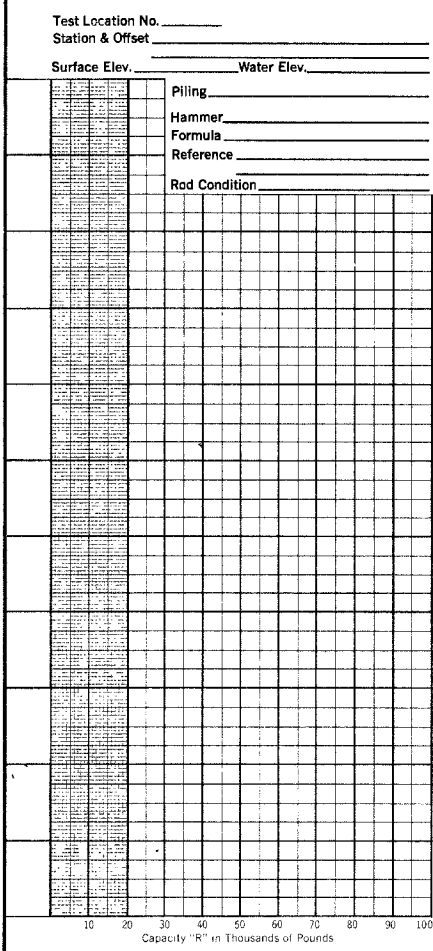 Test Location No.
Station & Offset
Surface Elev. Water Elev.
Piling
Hammer
Formula
Reference
Rod Condition
10 20 30 40 50 60 70 80 90 100
Capacity "R" in Thousands of Pounds